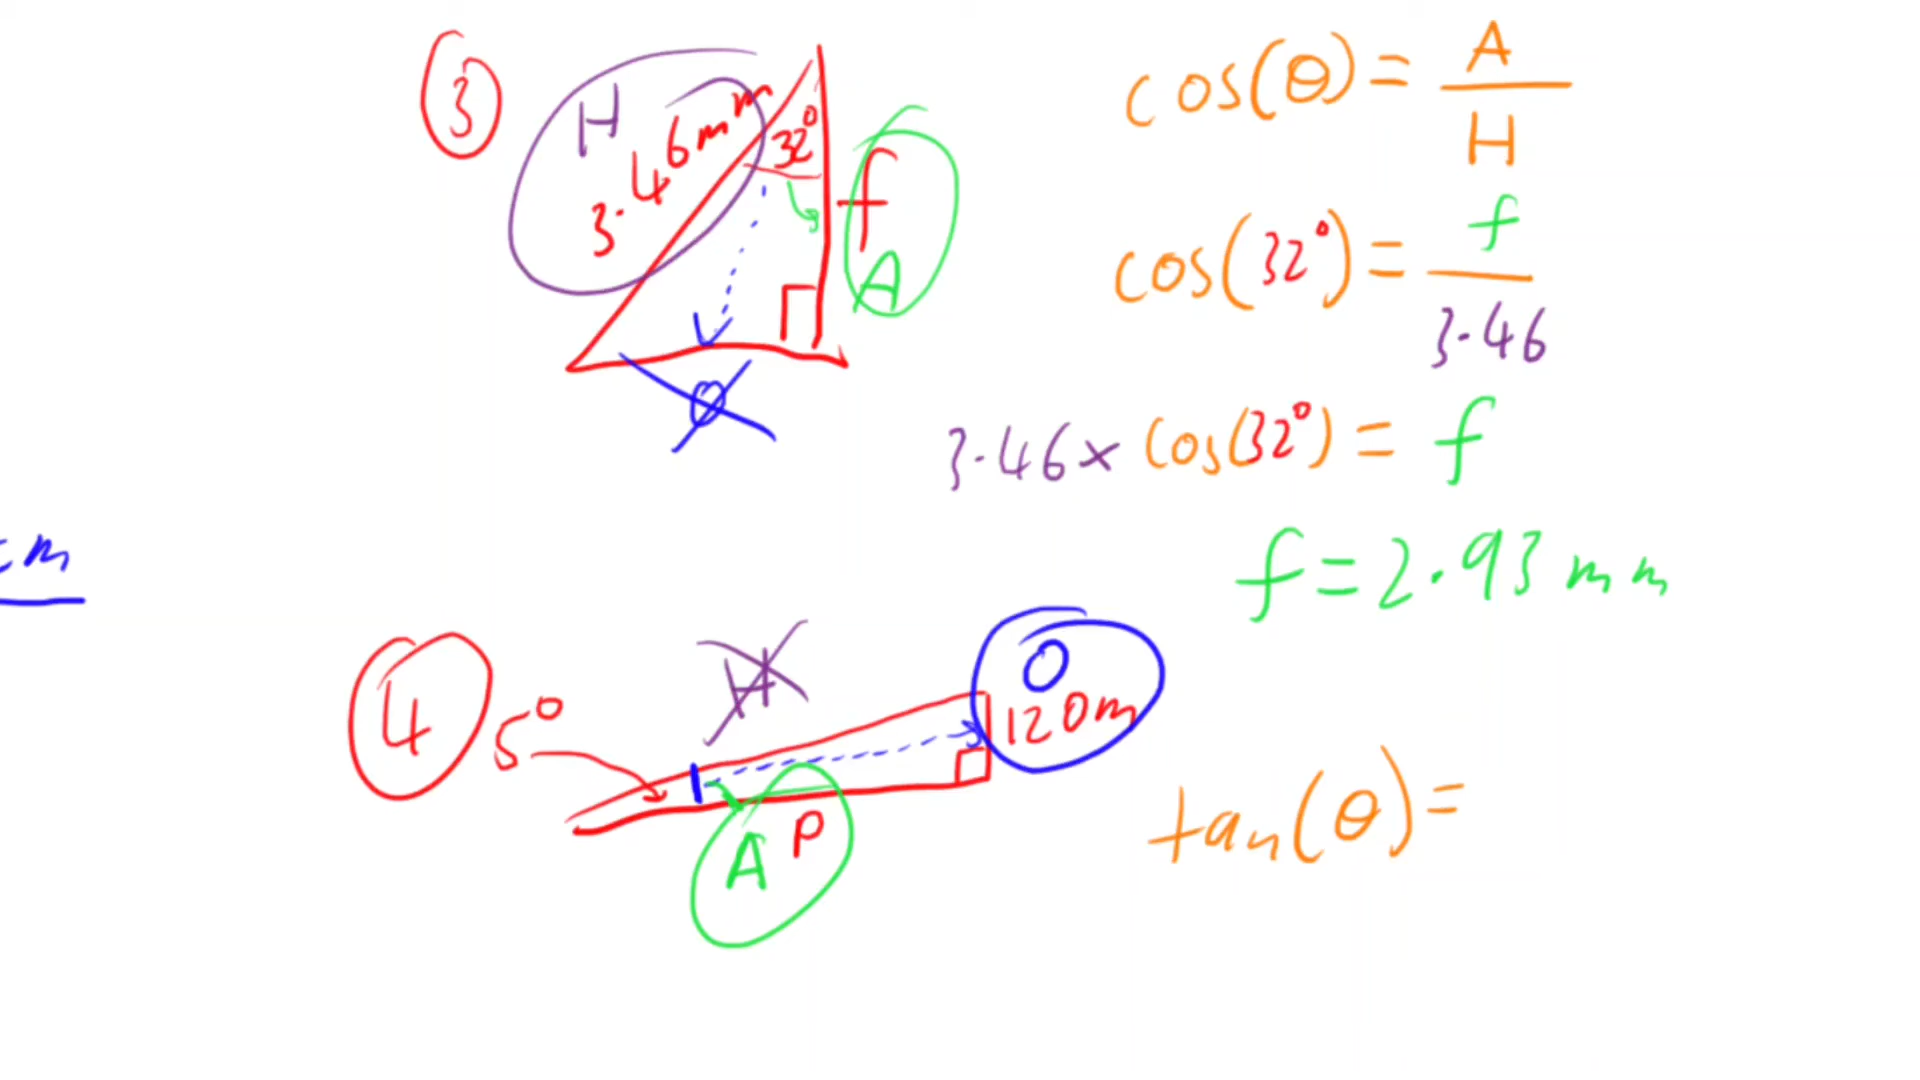 3
H
3.46mm
32°
f
A
O
cos(θ) = A/H
cos(32°) = f/3.46
3.46 × cos(32°) = f
f = 2.93 mm
cm
4
5°
H
O
120m
A P
tan(θ) =